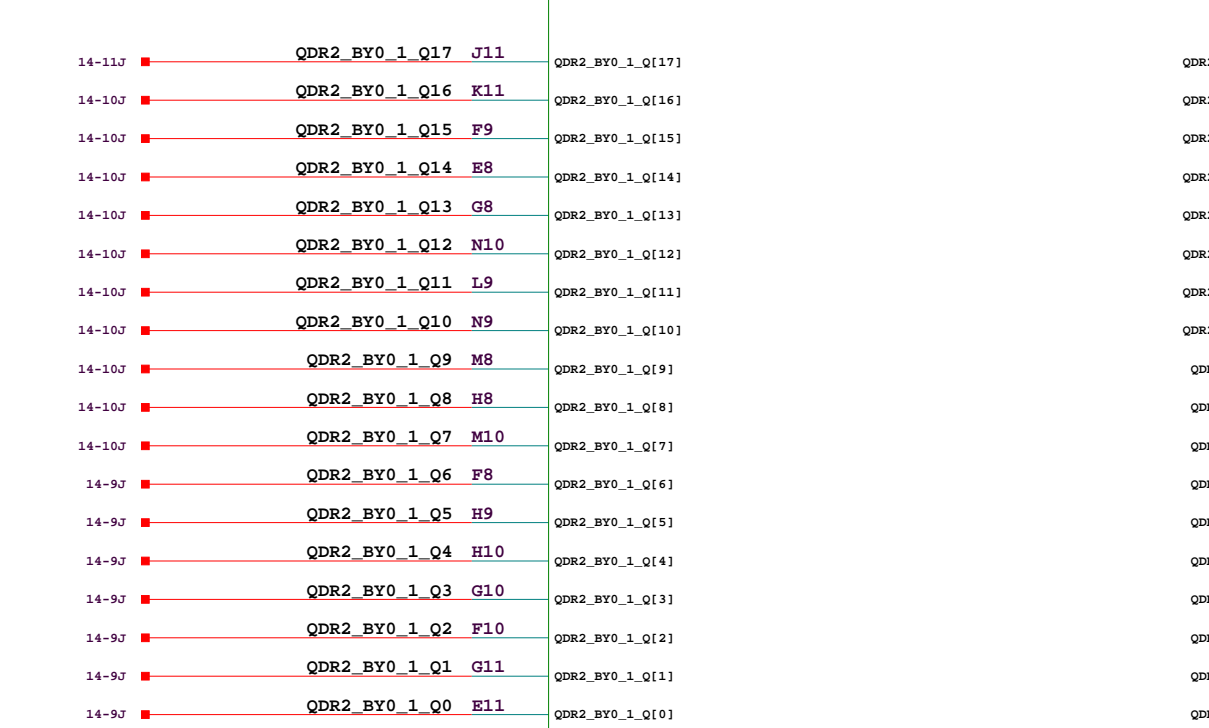 14-11J QDR2_BY0_1_Q17 J11 QDR2_BY0_1_Q[17]
14-10J QDR2_BY0_1_Q16 K11 QDR2_BY0_1_Q[16]
14-10J QDR2_BY0_1_Q15 F9 QDR2_BY0_1_Q[15]
14-10J QDR2_BY0_1_Q14 E8 QDR2_BY0_1_Q[14]
14-10J QDR2_BY0_1_Q13 G8 QDR2_BY0_1_Q[13]
14-10J QDR2_BY0_1_Q12 N10 QDR2_BY0_1_Q[12]
14-10J QDR2_BY0_1_Q11 L9 QDR2_BY0_1_Q[11]
14-10J QDR2_BY0_1_Q10 N9 QDR2_BY0_1_Q[10]
14-10J QDR2_BY0_1_Q9 M8 QDR2_BY0_1_Q[9]
14-10J QDR2_BY0_1_Q8 H8 QDR2_BY0_1_Q[8]
14-10J QDR2_BY0_1_Q7 M10 QDR2_BY0_1_Q[7]
14-9J QDR2_BY0_1_Q6 F8 QDR2_BY0_1_Q[6]
14-9J QDR2_BY0_1_Q5 H9 QDR2_BY0_1_Q[5]
14-9J QDR2_BY0_1_Q4 H10 QDR2_BY0_1_Q[4]
14-9J QDR2_BY0_1_Q3 G10 QDR2_BY0_1_Q[3]
14-9J QDR2_BY0_1_Q2 F10 QDR2_BY0_1_Q[2]
14-9J QDR2_BY0_1_Q1 G11 QDR2_BY0_1_Q[1]
14-9J QDR2_BY0_1_Q0 E11 QDR2_BY0_1_Q[0]